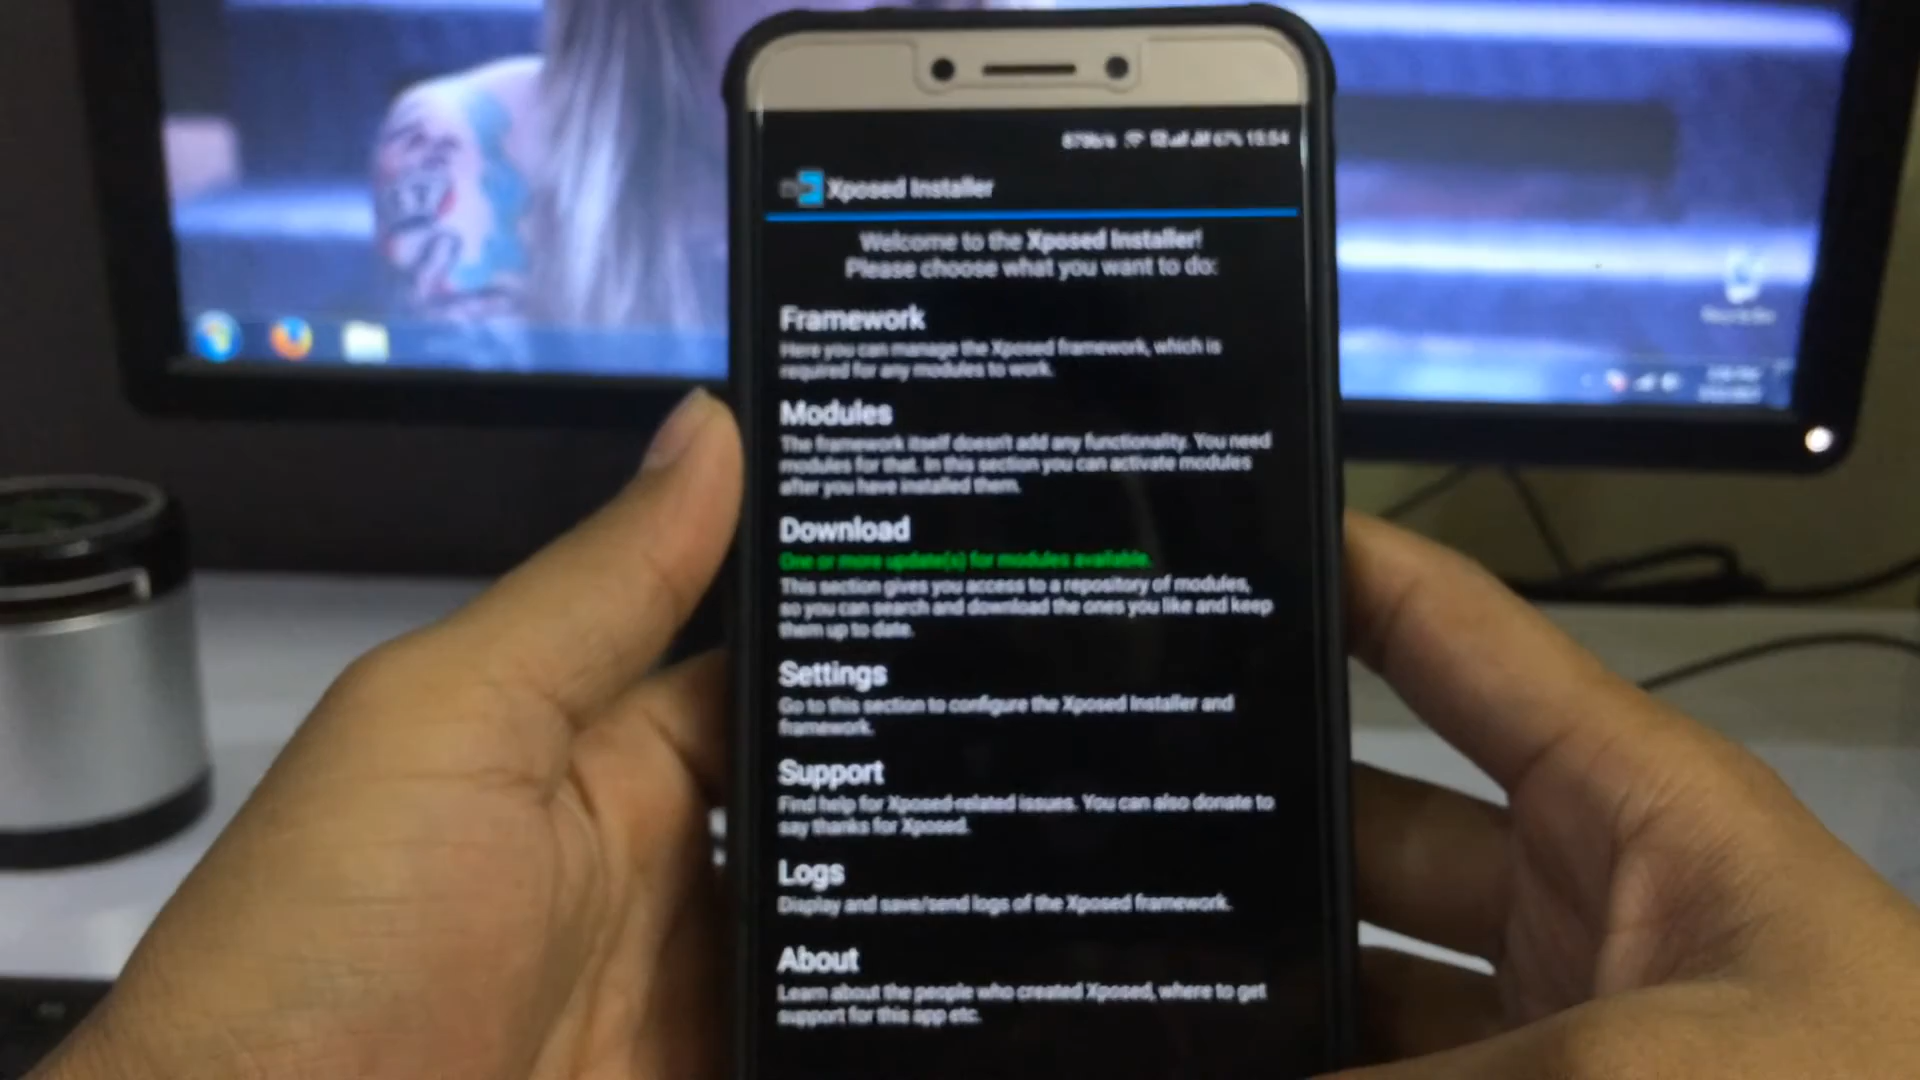 67% 15:54
Xposed Installer
Welcome to the Xposed Installer!
Please choose what you want to do:
Framework
Here you can manage the Xposed framework, which is
required for any modules to work.
Modules
The framework itself doesn't add any functionality. You need
modules for that. In this section you can activate modules
after you have installed them.
Download
One or more update(s) for modules available.
This section gives you access to a repository of modules,
so you can search and download the ones you like and keep
them up to date.
Settings
Go to this section to configure the Xposed Installer and
framework.
Support
Find help for Xposed-related issues. You can also donate to
say thanks for Xposed.
Logs
Display and save/send logs of the Xposed framework.
About
Learn about the people who created Xposed, where to get
support for this app etc.